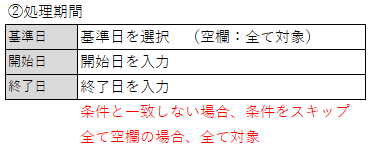 ②処理期間
基準日 基準日を選択 （空欄：全て対象）
開始日 開始日を入力
終了日 終了日を入力
条件と一致しない場合、条件をスキップ
全て空欄の場合、全て対象